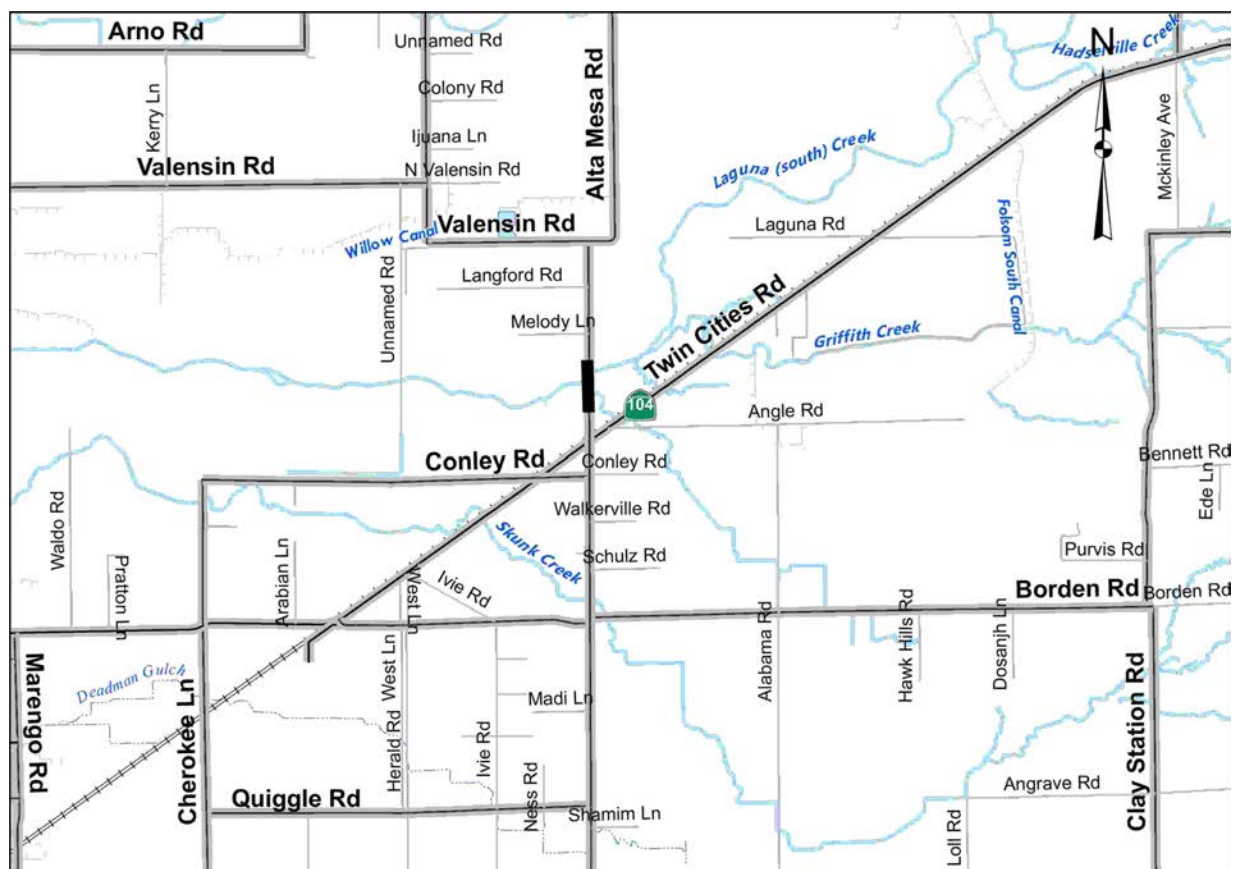 Arno Rd
Unnamed Rd
Hadselville Creek
N
Kerry Ln
Colony Rd
Alta Mesa Rd
Mckinley Ave
Ijuana Ln
Laguna (south) Creek
Valensin Rd
N Valensin Rd
Willow Canal
Valensin Rd
Laguna Rd
Folsom South Canal
Unnamed Rd
Langford Rd
Melody Ln
Twin Cities Rd
Griffith Creek
104
Angle Rd
Conley Rd
Conley Rd
Bennett Rd
Ede Ln
Waldo Rd
Walkerville Rd
Skunk Creek
Schulz Rd
Purvis Rd
Pratton Ln
Arabian Ln
West Ln
Ivie Rd
Borden Rd
Borden Rd
Alabama Rd
Hawk Hills Rd
Dosanjh Ln
Marengo Rd
Deadman Gulch
Cherokee Ln
West Ln
Herald Rd
Madi Ln
Ivie Rd
Clay Station Rd
Quiggle Rd
Ness Rd
Shamim Ln
Angrave Rd
Loll Rd